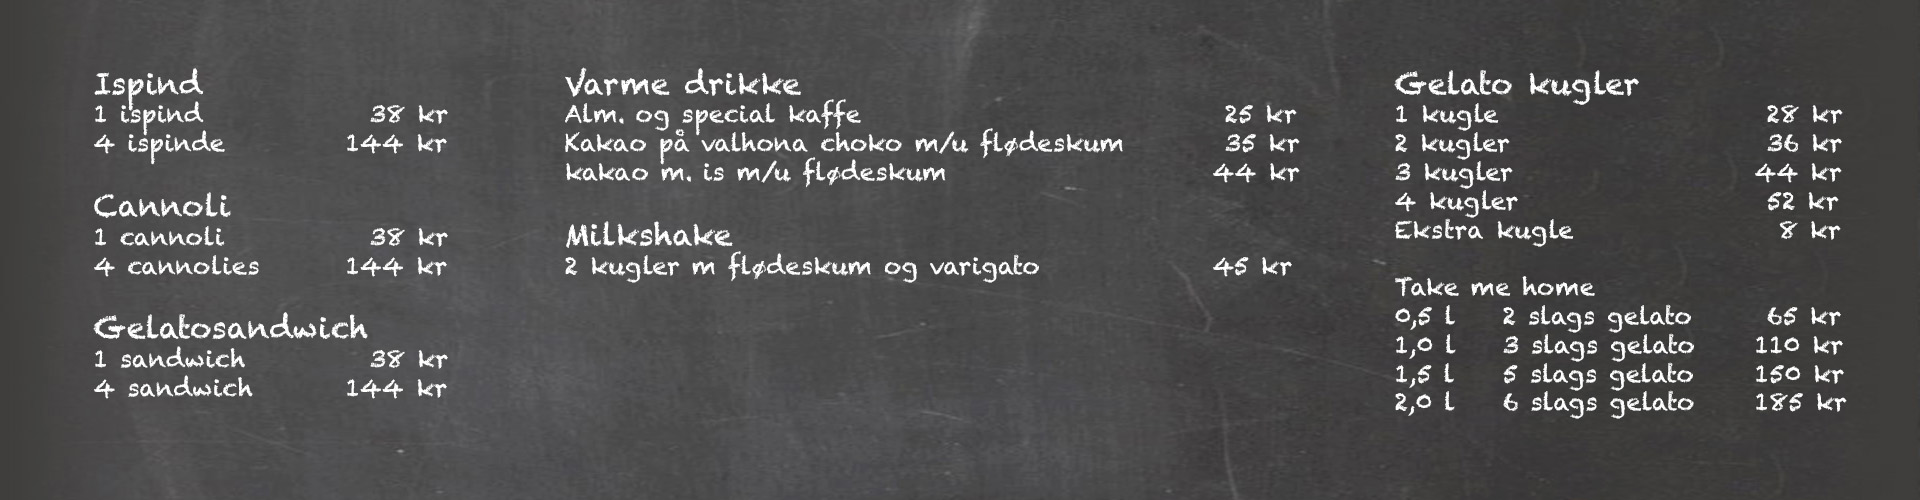 Ispind
1 ispind 38 kr
4 ispinde 144 kr
Cannoli
1 cannoli 38 kr
4 cannolies 144 kr
Gelatosandwich
1 sandwich 38 kr
4 sandwich 144 kr
Varme drikke
Alm. og special kaffe 25 kr
Kakao på valhona choko m/u flødeskum 35 kr
kakao m. is m/u flødeskum 44 kr
Milkshake
2 kugler m flødeskum og varigato 45 kr
Gelato kugler
1 kugle 28 kr
2 kugler 36 kr
3 kugler 44 kr
4 kugler 52 kr
Ekstra kugle 8 kr
Take me home
0,5 l 2 slags gelato 65 kr
1,0 l 3 slags gelato 110 kr
1,5 l 5 slags gelato 150 kr
2,0 l 6 slags gelato 185 kr